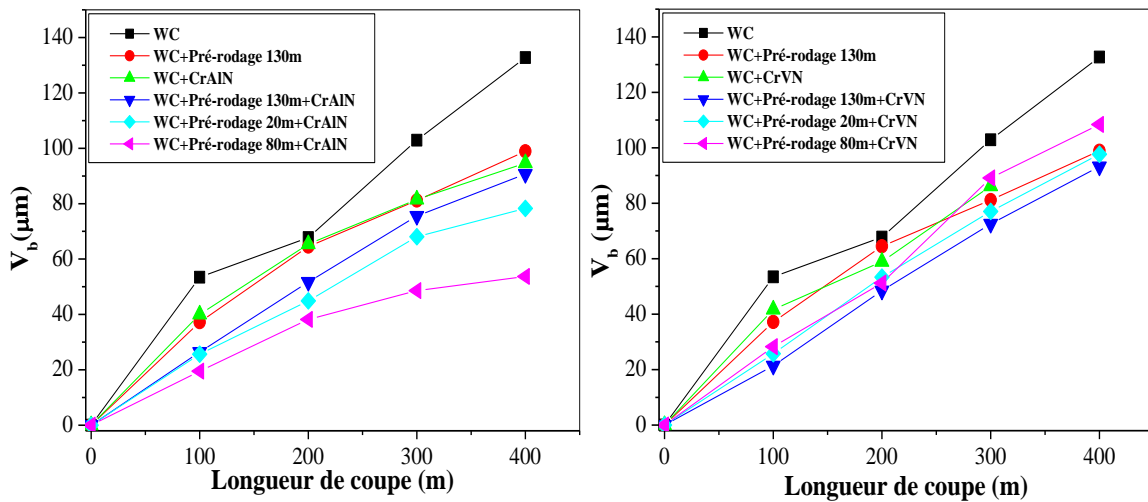 140
120
100
80
60
40
20
0
V_b(μm)
WC
WC+Pré-rodage 130m
WC+CrAlN
WC+Pré-rodage 130m+CrAlN
WC+Pré-rodage 20m+CrAlN
WC+Pré-rodage 80m+CrAlN
0 100 200 300 400
Longueur de coupe (m)
140
120
100
80
60
40
20
0
V_b (μm)
WC
WC+Pré-rodage 130m
WC+CrVN
WC+Pré-rodage 130m+CrVN
WC+Pré-rodage 20m+CrVN
WC+Pré-rodage 80m+CrVN
0 100 200 300 400
Longueur de coupe (m)